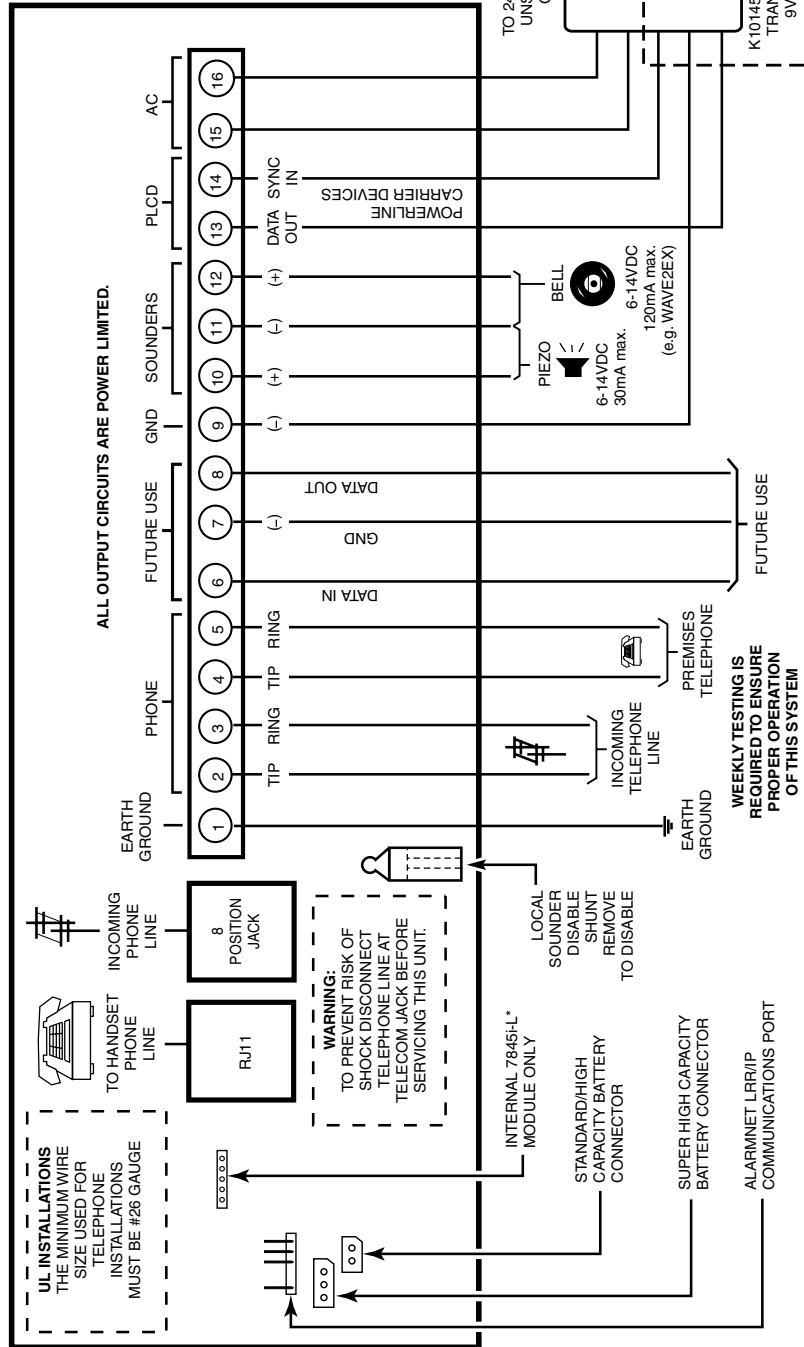 UL INSTALLATIONS
THE MINIMUM WIRE
SIZE USED FOR
TELEPHONE
INSTALLATIONS
MUST BE #26 GAUGE
TO HANDSET
PHONE
LINE
RJ11
INCOMING
PHONE
LINE
8
POSITION
JACK
WARNING:
TO PREVENT RISK OF
SHOCK DISCONNECT
TELEPHONE LINE AT
TELECOM JACK BEFORE
SERVICING THIS UNIT.
ALL OUTPUT CIRCUITS ARE POWER LIMITED.
EARTH
GROUND
PHONE
FUTURE USE
GND
SOUNDERS
PLCD
AC
1 2 3 4 5 6 7 8 9 10 11 12 13 14 15 16
TIP RING TIP RING
(–) (–) (+) (–) (+)
DATA
OUT
SYNC
IN
DATA IN
GND
DATA OUT
POWERLINE
CARRIER DEVICES
INTERNAL 7845i-L*
MODULE ONLY
STANDARD/HIGH
CAPACITY BATTERY
CONNECTOR
SUPER HIGH CAPACITY
BATTERY CONNECTOR
ALARMNET LRR/IP
COMMUNICATIONS PORT
LOCAL
SOUNDER
DISABLE
SHUNT
REMOVE
TO DISABLE
EARTH
GROUND
INCOMING
TELEPHONE
LINE
PREMISES
TELEPHONE
FUTURE USE
PIEZO
6-14VDC
30mA max.
BELL
6-14VDC
120mA max.
(e.g. WAVE2EX)
WEEKLY TESTING IS
REQUIRED TO ENSURE
PROPER OPERATION
OF THIS SYSTEM
TO 24
UNS
K10145
TRAN
9V